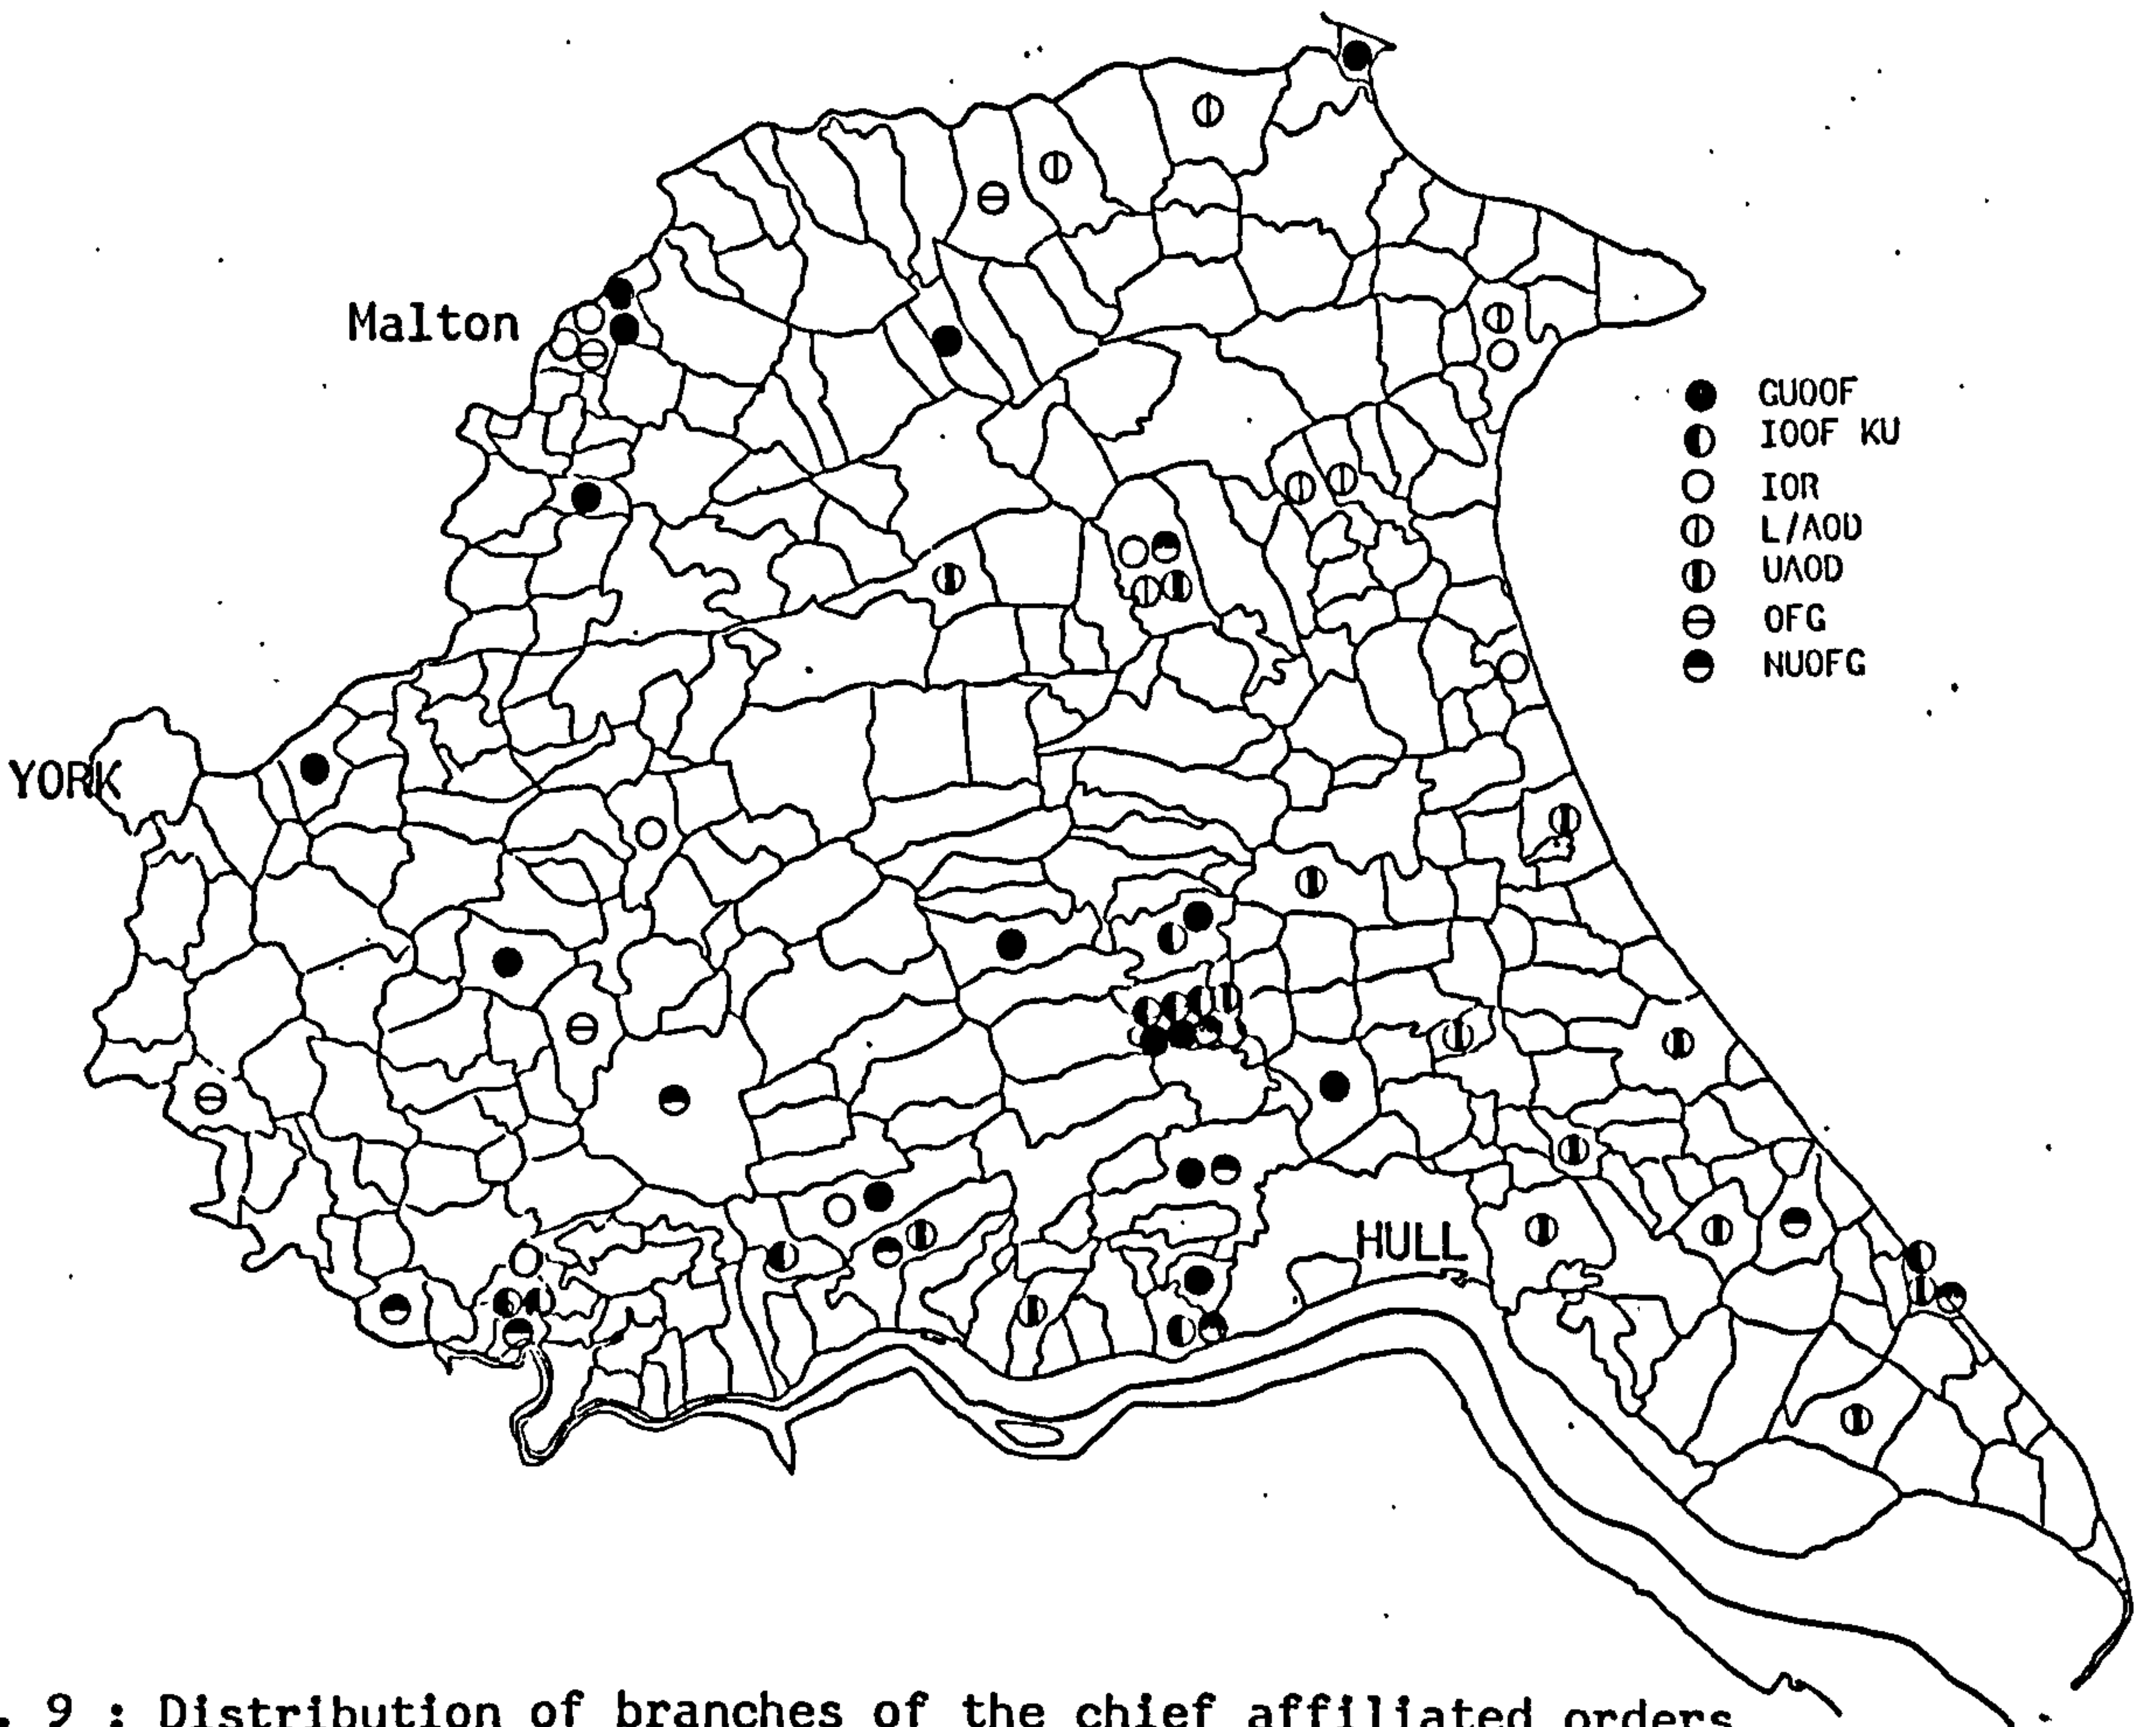 Malton
GUOOF
IOOF KU
IOR
L/AOD
UAOD
OFG
NUOFG
YORK
HULL
. 9 : Distribution of branches of the chief affiliated orders